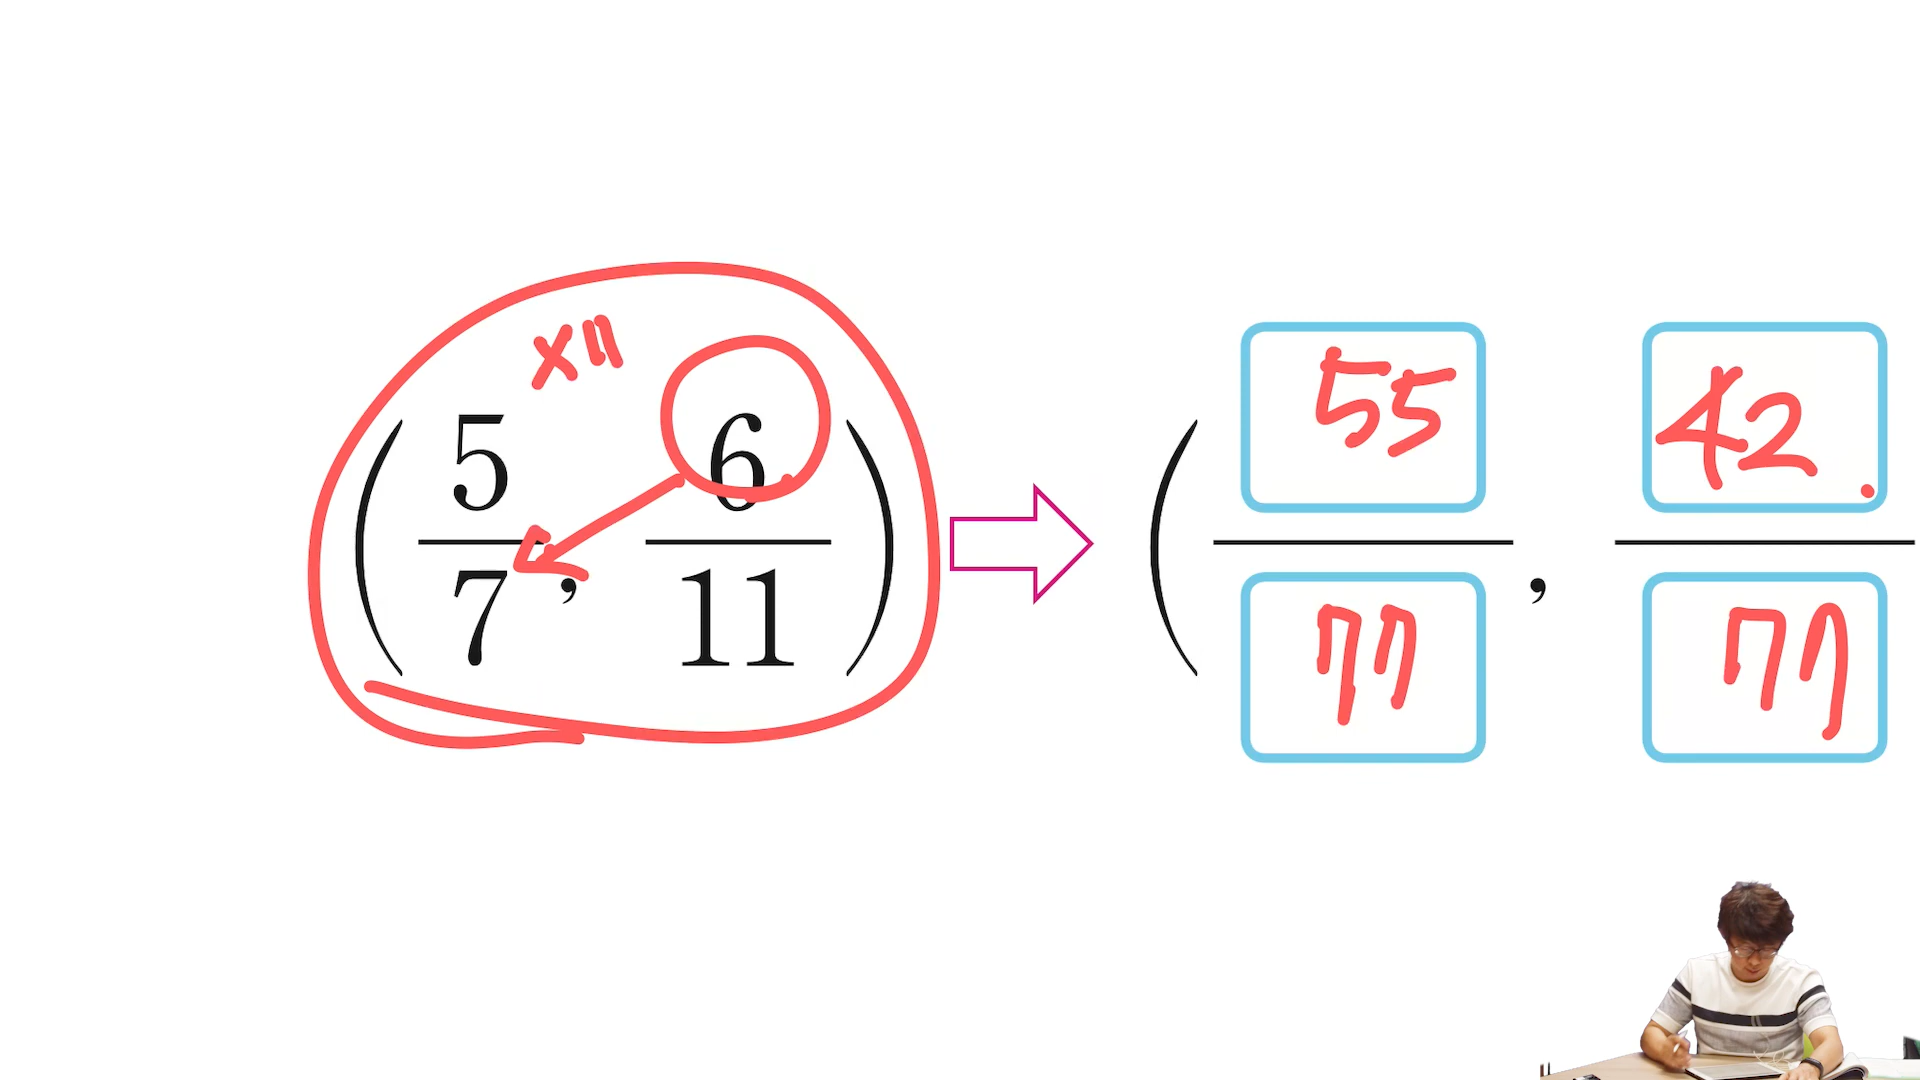 ×11
( 5/7 , 6/11 ) ⇨ ( 55/77 , 42/77